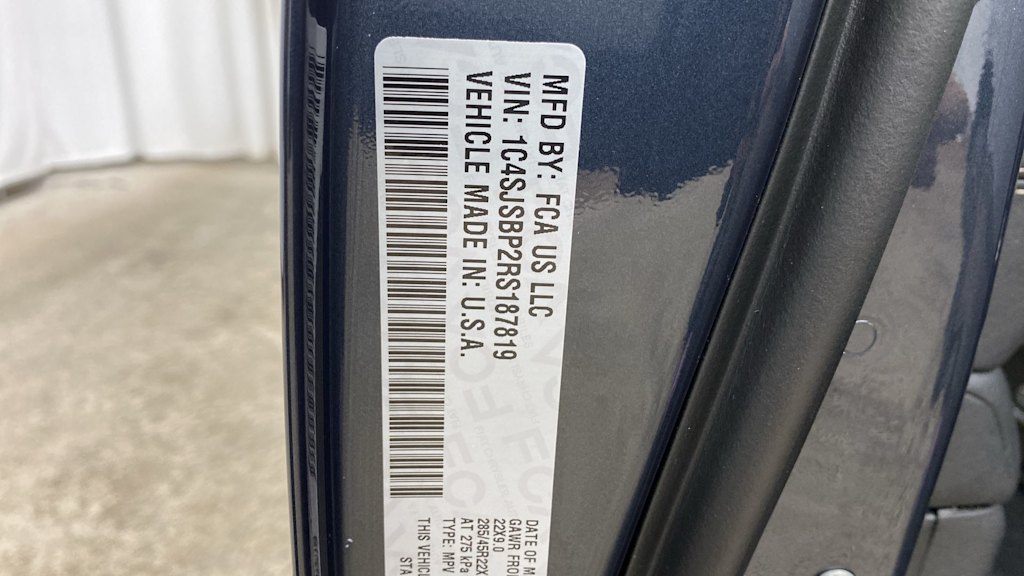 MFD BY: FCA US LLC
VIN: 1C4SJSBP2RS187819
VEHICLE MADE IN: U.S.A.
DATE OF M
GAWR FRO
22X9.0
285/45R22X
AT 275 kPa
TYPE: MPV
THIS VEHIC
STA